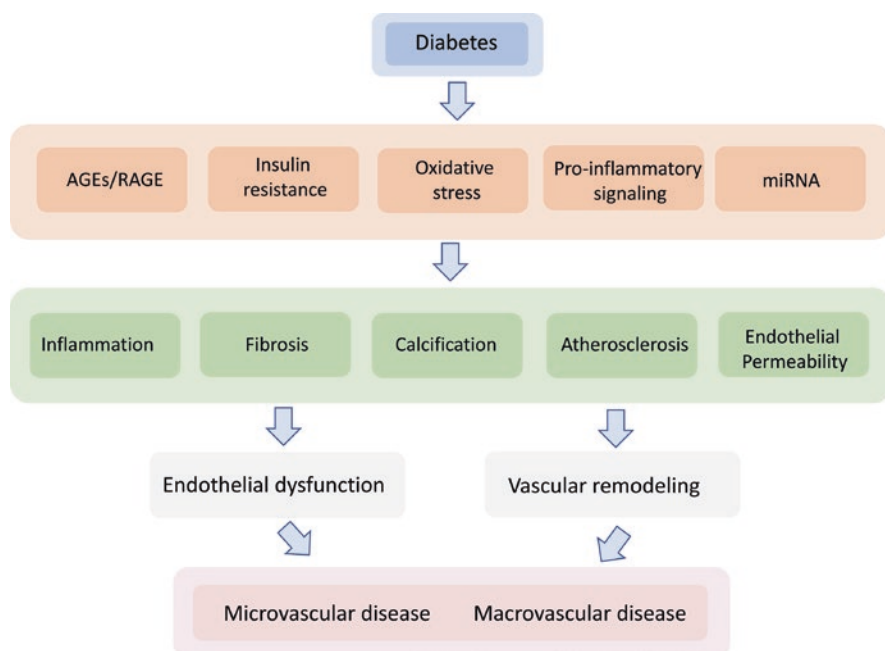 Diabetes
AGEs/RAGE
Insulin
resistance
Oxidative
stress
Pro-inflammatory
signaling
miRNA
Inflammation
Fibrosis
Calcification
Atherosclerosis
Endothelial
Permeability
Endothelial dysfunction
Vascular remodeling
Microvascular disease
Macrovascular disease